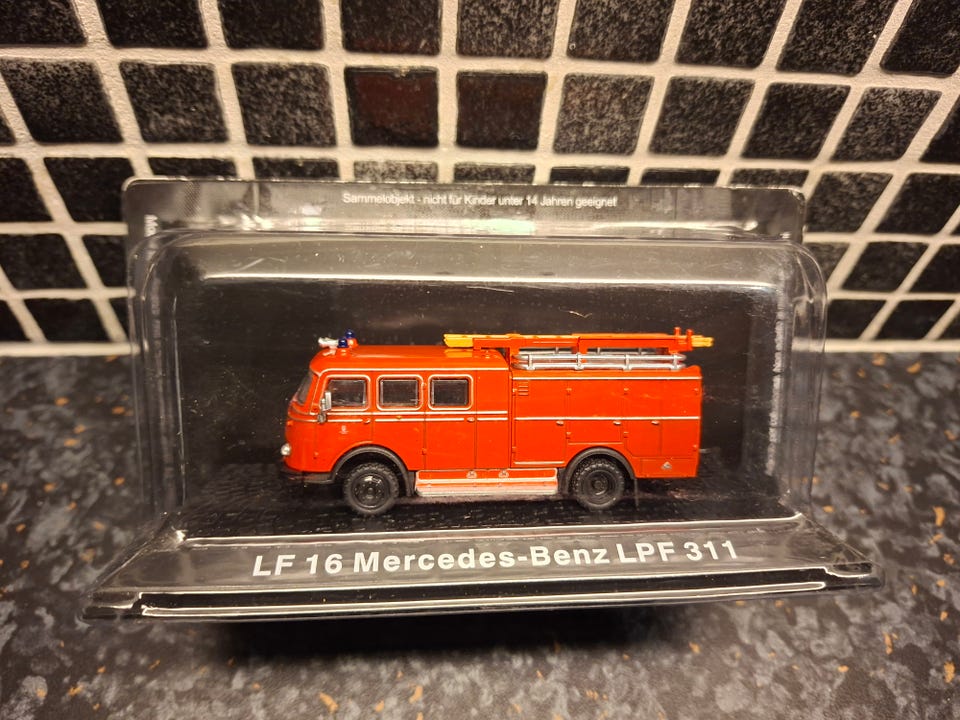 Sammelobjekt - nicht für Kinder unter 14 Jahren geeignet
LF 16 Mercedes-Benz LPF 311